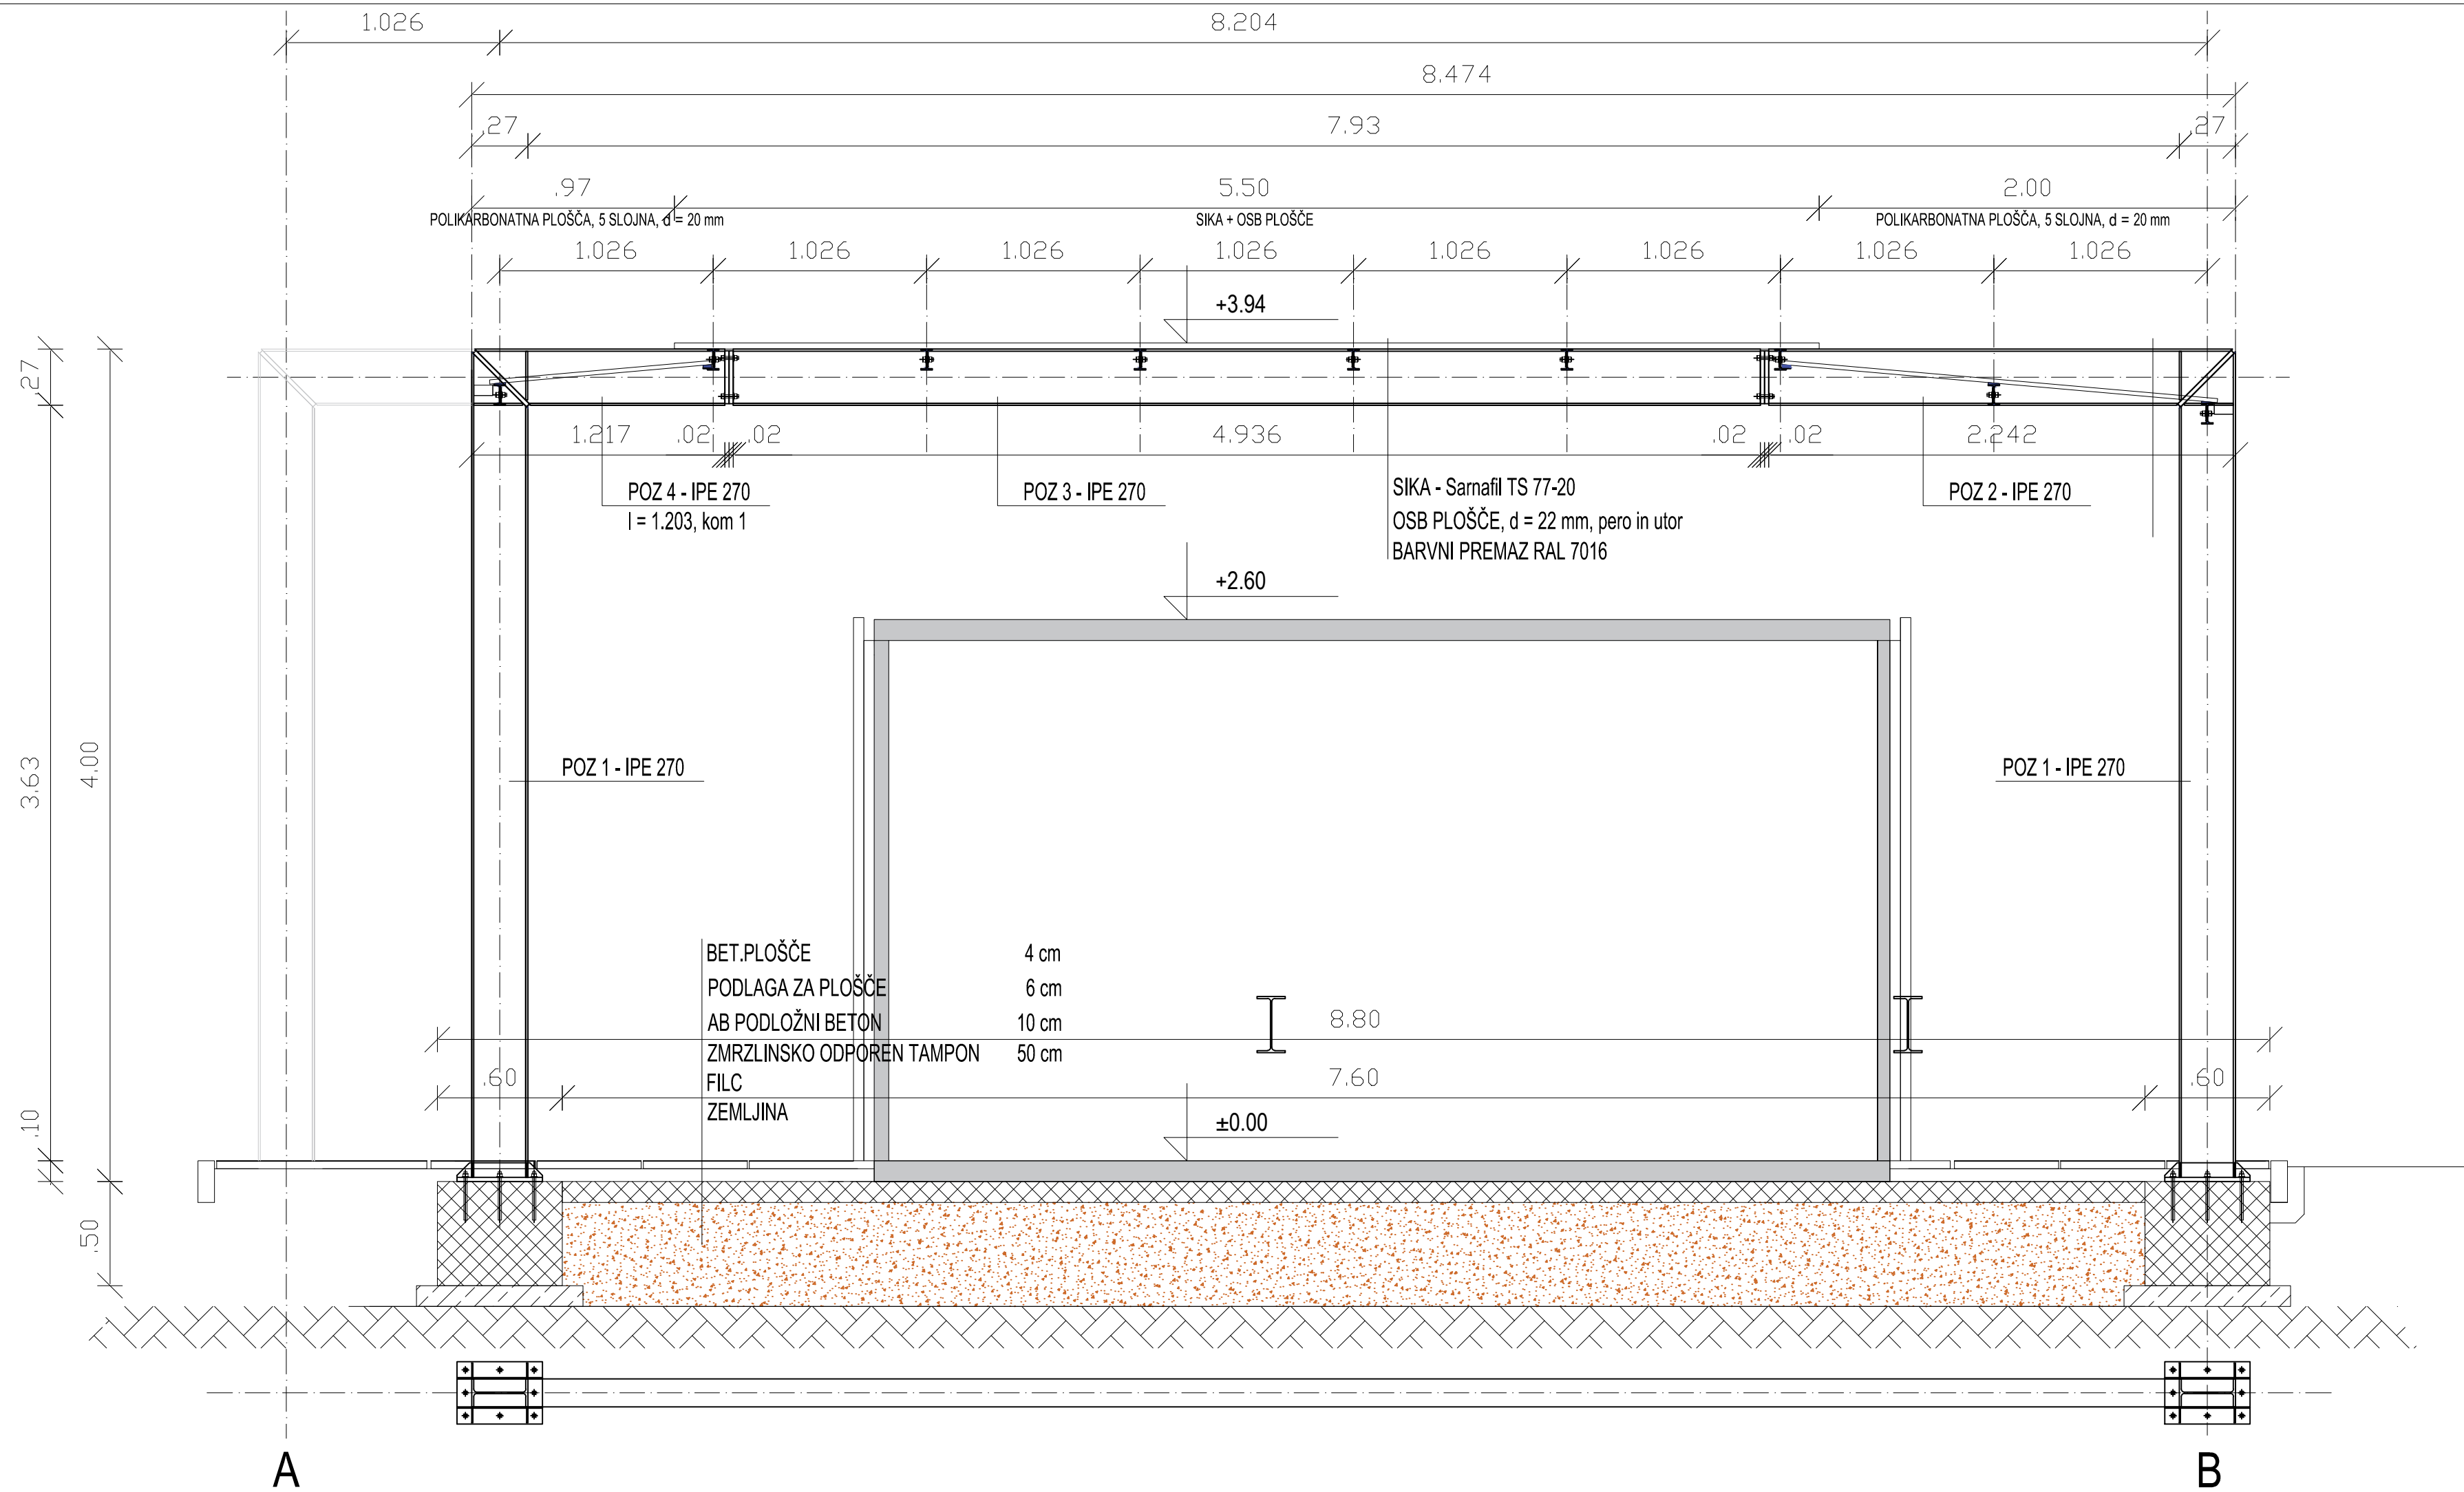 1.026 8.204
8.474
.27 7.93 .27
.97 5.50 2.00
POLIKARBONATNA PLOŠČA, 5 SLOJNA, d = 20 mm SIKA + OSB PLOŠČE POLIKARBONATNA PLOŠČA, 5 SLOJNA, d = 20 mm
1.026 1.026 1.026 1.026 1.026 1.026 1.026 1.026
+3.94
.27
1.217 .02 .02 4.936 .02 .02 2.242
POZ 4 - IPE 270
l = 1.203, kom 1
POZ 3 - IPE 270
SIKA - Sarnafil TS 77-20
OSB PLOŠČE, d = 22 mm, pero in utor
BARVNI PREMAZ RAL 7016
POZ 2 - IPE 270
+2.60
3.63
4.00
POZ 1 - IPE 270
POZ 1 - IPE 270
BET.PLOŠČE 4 cm
PODLAGA ZA PLOŠČE 6 cm
AB PODLOŽNI BETON 10 cm
ZMRZLINSKO ODPOREN TAMPON 50 cm
FILC
ZEMLJINA
8.80
.60 7.60 .60
±0.00
.10
.50
A B